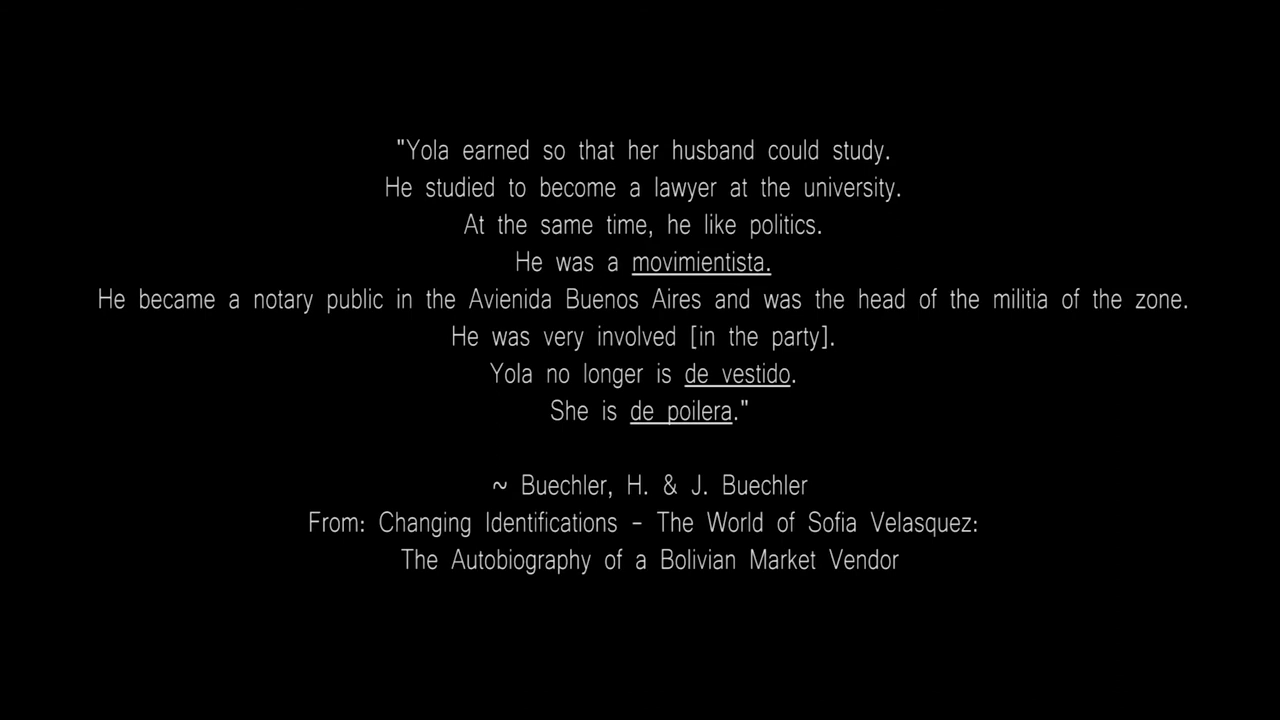 "Yola earned so that her husband could study.
He studied to become a lawyer at the university.
At the same time, he like politics.
He was a movimientista.
He became a notary public in the Avienida Buenos Aires and was the head of the militia of the zone.
He was very involved [in the party].
Yola no longer is de vestido.
She is de poilera."
~ Buechler, H. & J. Buechler
From: Changing Identifications - The World of Sofia Velasquez:
The Autobiography of a Bolivian Market Vendor